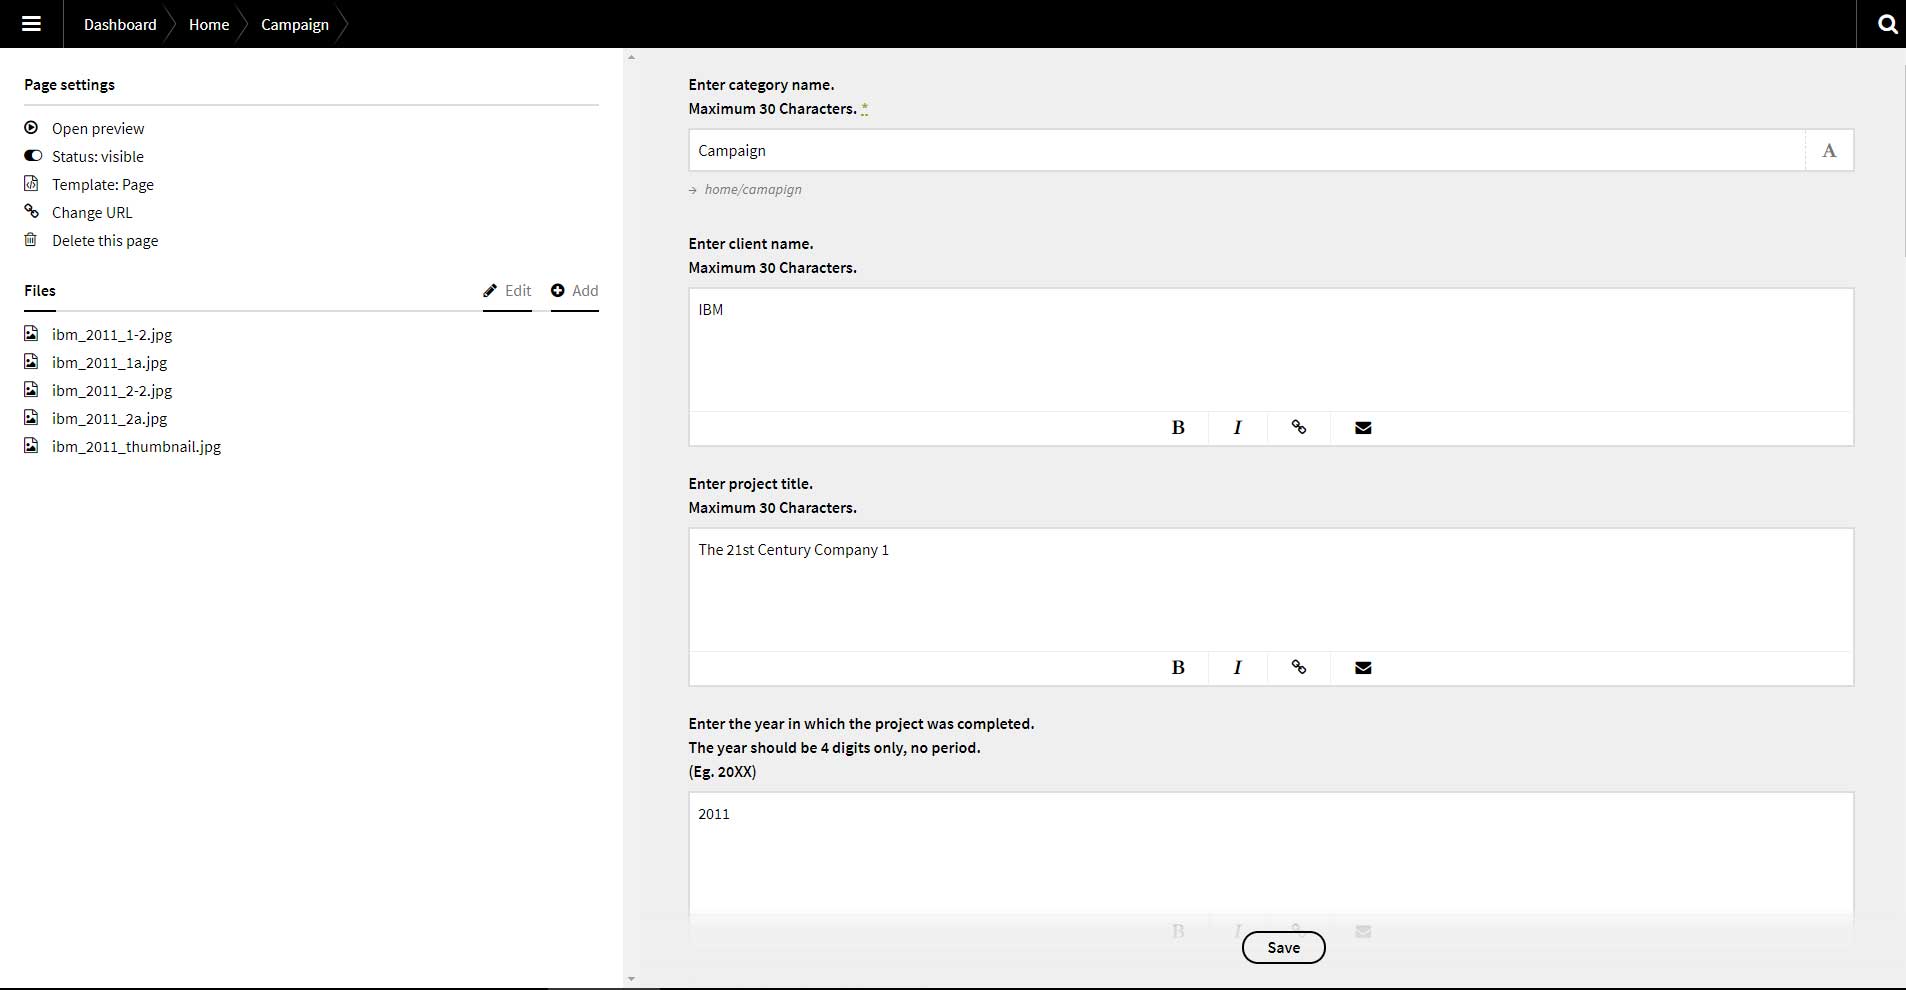 Dashboard Home Campaign
Page settings
Open preview
Status: visible
Template: Page
Change URL
Delete this page
Files Edit Add
ibm_2011_1-2.jpg
ibm_2011_1a.jpg
ibm_2011_2-2.jpg
ibm_2011_2a.jpg
ibm_2011_thumbnail.jpg
Enter category name.
Maximum 30 Characters. *
Campaign A
→ home/camapign
Enter client name.
Maximum 30 Characters.
IBM
B I
Enter project title.
Maximum 30 Characters.
The 21st Century Company 1
B I
Enter the year in which the project was completed.
The year should be 4 digits only, no period.
(Eg. 20XX)
2011
B I
Save